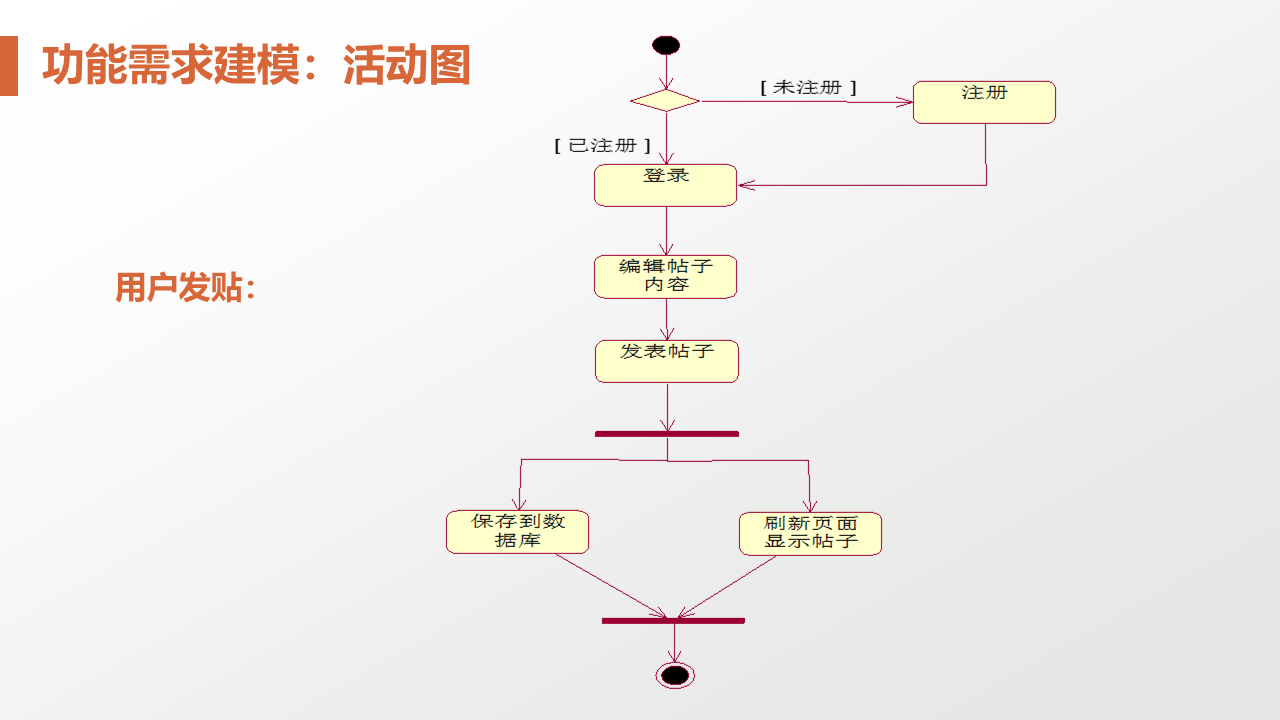 功能需求建模：活动图
[ 未注册 ]
注册
[ 已注册 ]
登录
编辑帖子
内容
用户发贴：
发表帖子
保存到数
据库
刷新页面
显示帖子